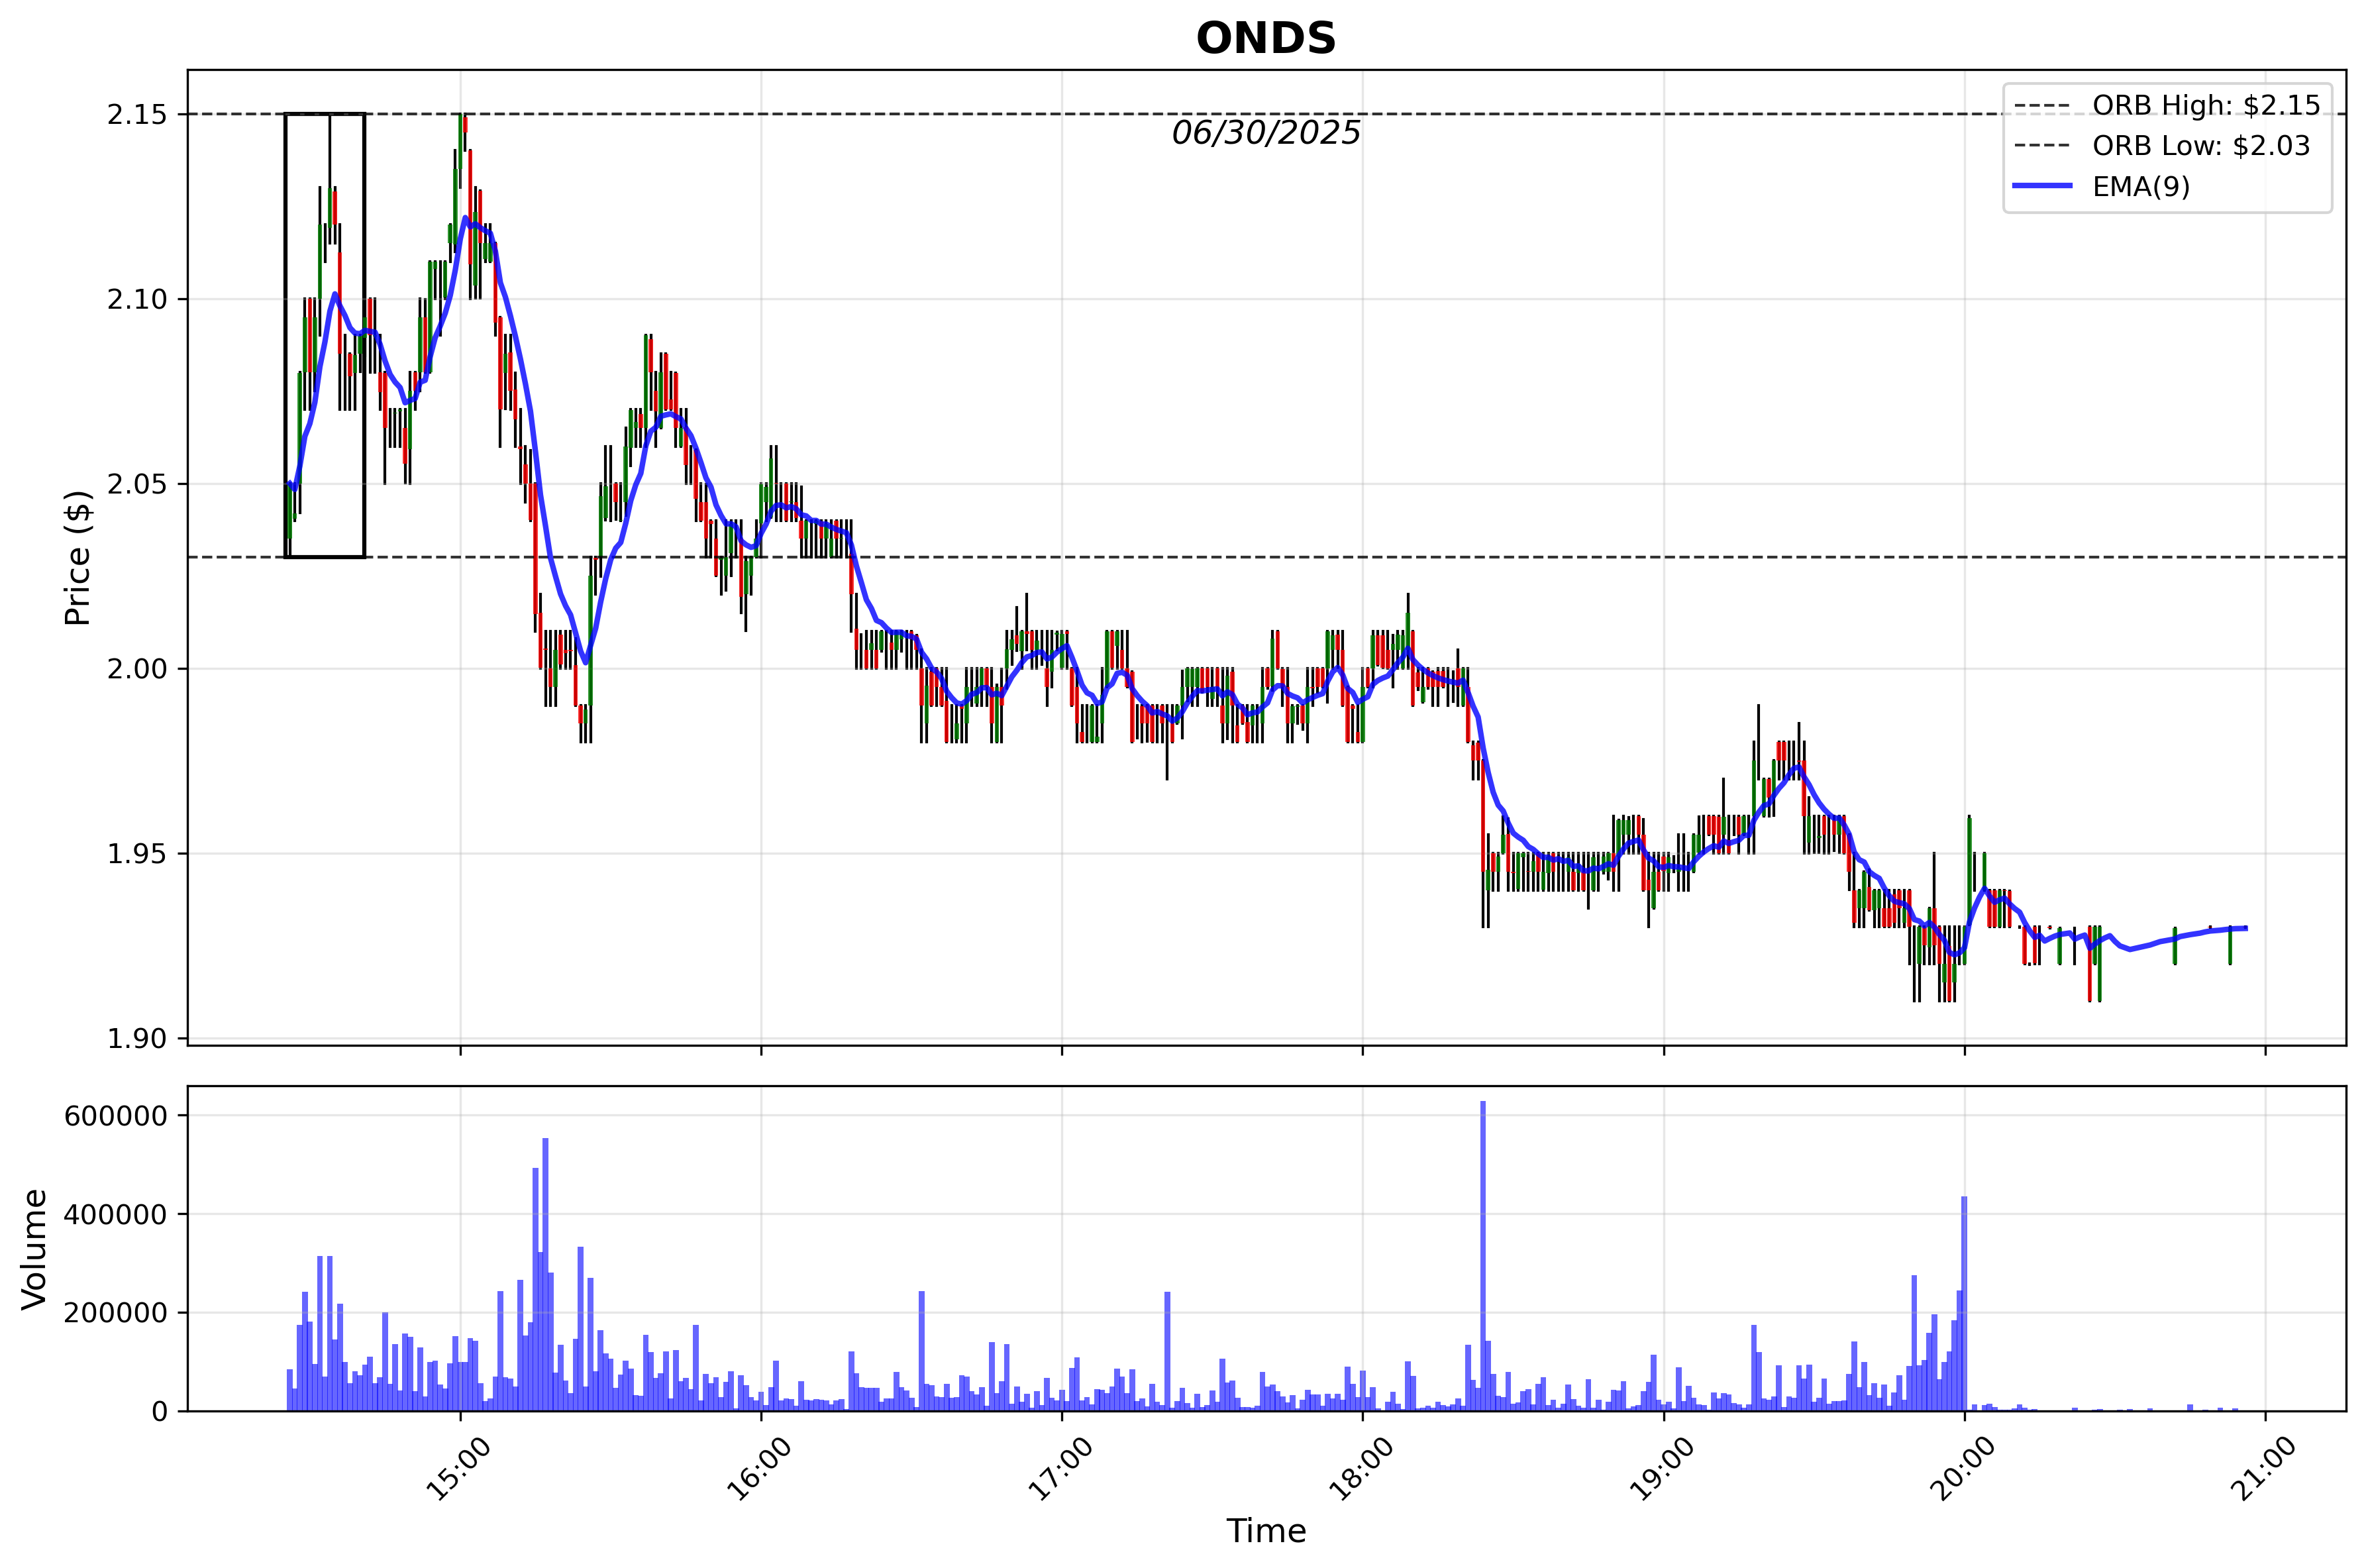 ONDS
06/30/2025
ORB High: $2.15
ORB Low: $2.03
EMA(9)
Price ($)
2.15
2.10
2.05
2.00
1.95
1.90
Volume
600000
400000
200000
0
15:00
16:00
17:00
18:00
19:00
20:00
21:00
Time